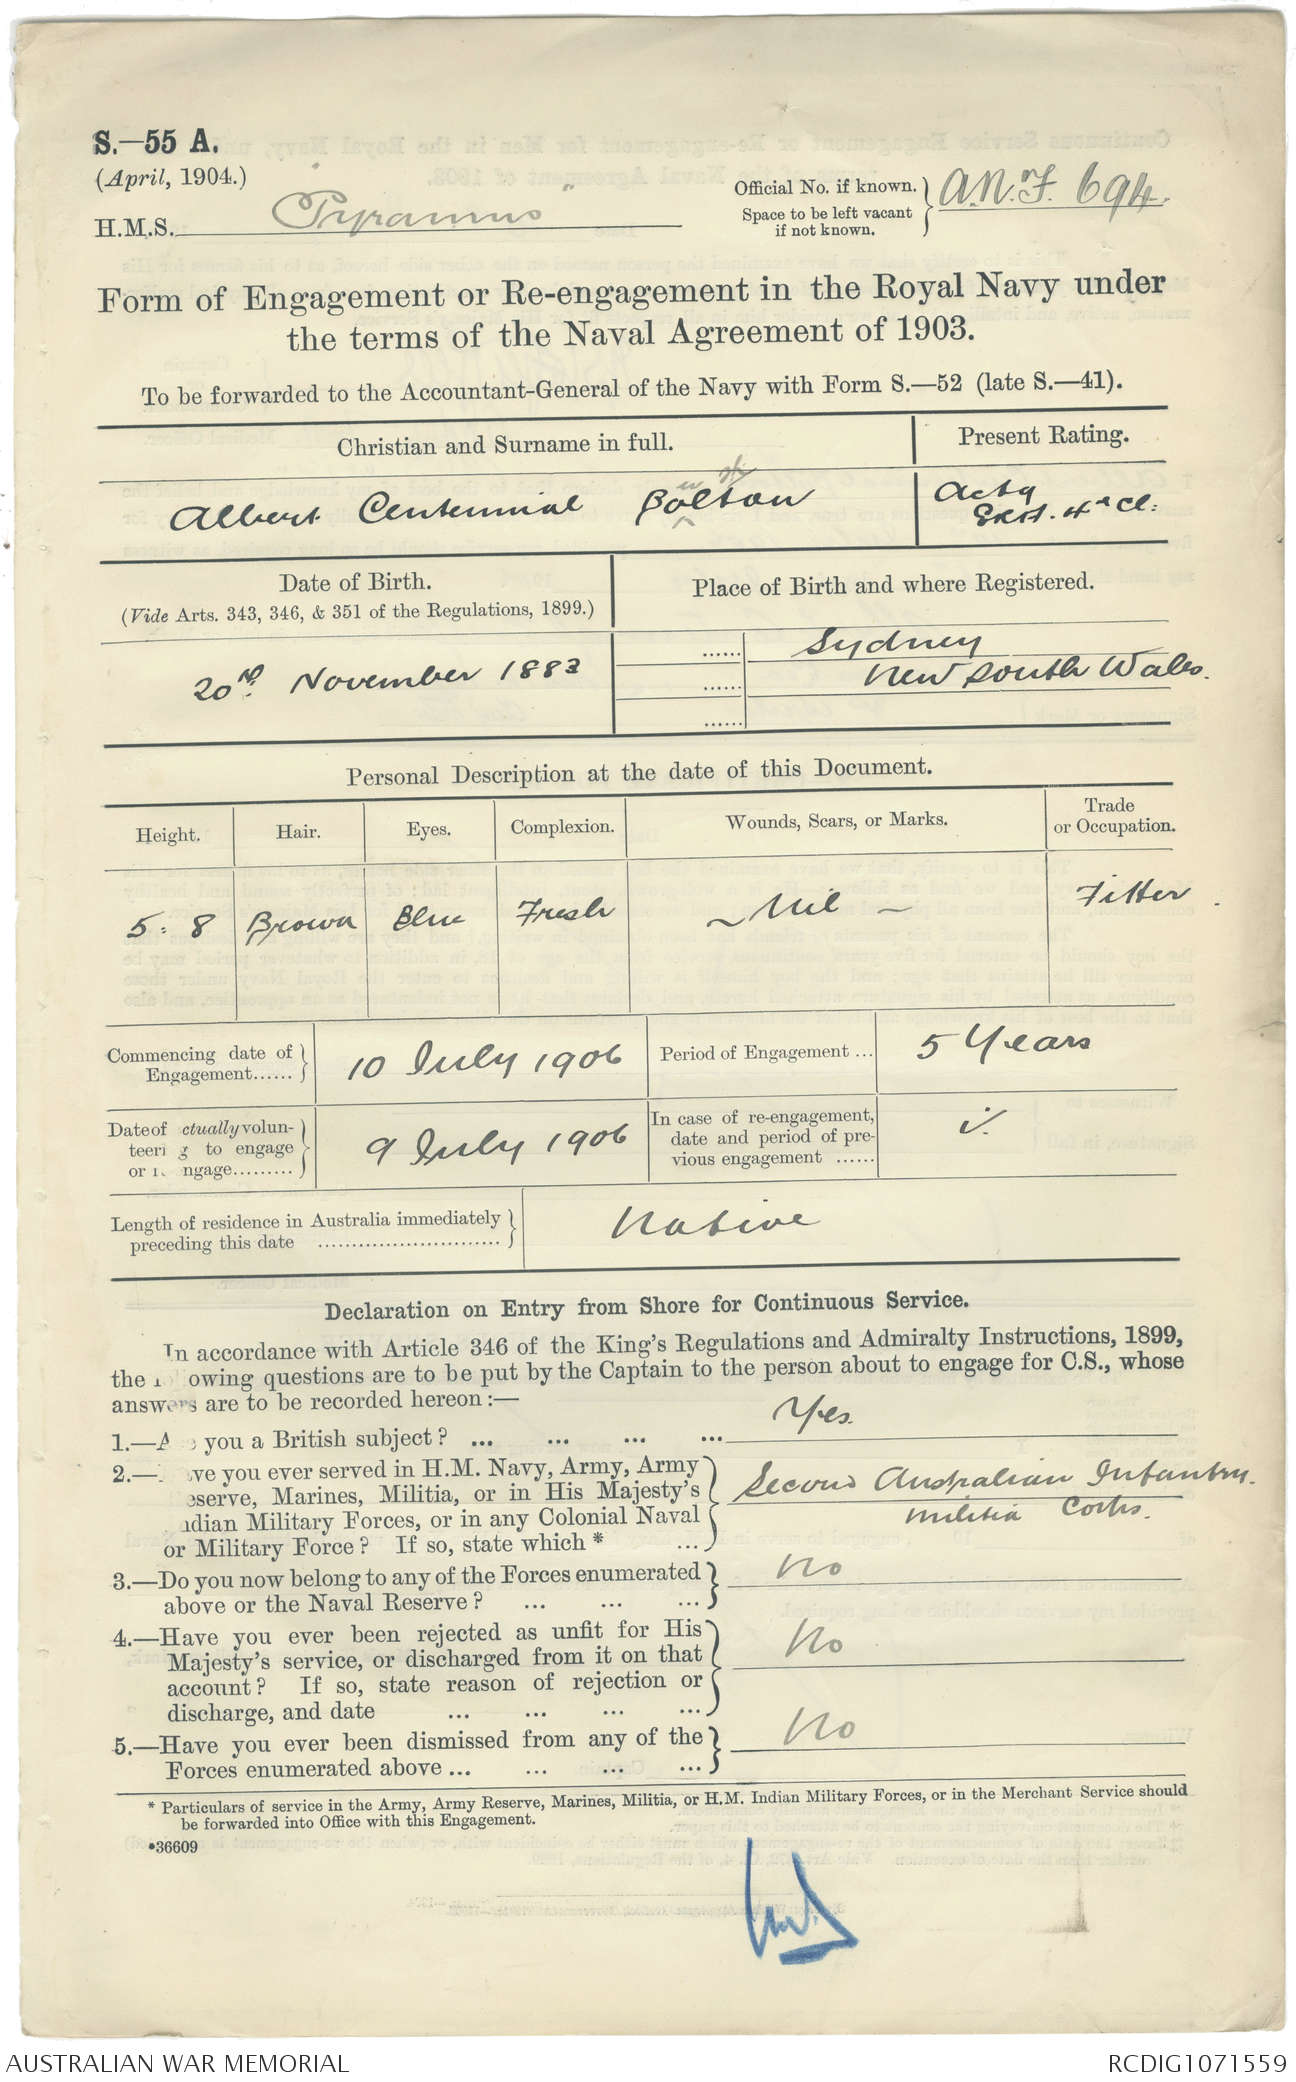 S.—55 A.
(April, 1904.)
H.M.S. Pyramus
Official No. if known.
Space to be left vacant
if not known.
A.N.F. 694.
Form of Engagement or Re-engagement in the Royal Navy under
the terms of the Naval Agreement of 1903.
To be forwarded to the Accountant-General of the Navy with Form S.—52 (late S.—41).
Christian and Surname in full.
Present Rating.
Albert Centennial Bolton
Actg
E.R.A. 4th Cl:
Date of Birth.
(Vide Arts. 343, 346, & 351 of the Regulations, 1899.)
Place of Birth and where Registered.
20th November 1883
Sydney
New South Wales.
Personal Description at the date of this Document.
Height. Hair. Eyes. Complexion. Wounds, Scars, or Marks. Trade
or Occupation.
5: 8 Brown Blue Fresh ~ Nil ~ Fitter.
Commencing date of
Engagement......
10 July 1906
Period of Engagement ...
5 Years
Date of ctually volun-
teeri g to engage
or r ngage.........
9 July 1906
In case of re-engagement,
date and period of pre-
vious engagement ......
Length of residence in Australia immediately
preceding this date ............................
Native
Declaration on Entry from Shore for Continuous Service.
In accordance with Article 346 of the King's Regulations and Admiralty Instructions, 1899,
the f owing questions are to be put by the Captain to the person about to engage for C.S., whose
answers are to be recorded hereon:—
1.—A you a British subject? ... ... ... ... Yes.
2.— ve you ever served in H.M. Navy, Army, Army
eserve, Marines, Militia, or in His Majesty's
ndian Military Forces, or in any Colonial Naval
or Military Force? If so, state which * ...
Second Australian Infantry.
Militia Corps.
3.—Do you now belong to any of the Forces enumerated
above or the Naval Reserve? ... ... ...
No
4.—Have you ever been rejected as unfit for His
Majesty's service, or discharged from it on that
account? If so, state reason of rejection or
discharge, and date ... ... ... ...
No
5.—Have you ever been dismissed from any of the
Forces enumerated above ... ... ... ...
No
* Particulars of service in the Army, Army Reserve, Marines, Militia, or H.M. Indian Military Forces, or in the Merchant Service should
be forwarded into Office with this Engagement.
*36609
AUSTRALIAN WAR MEMORIAL
RCDIG1071559